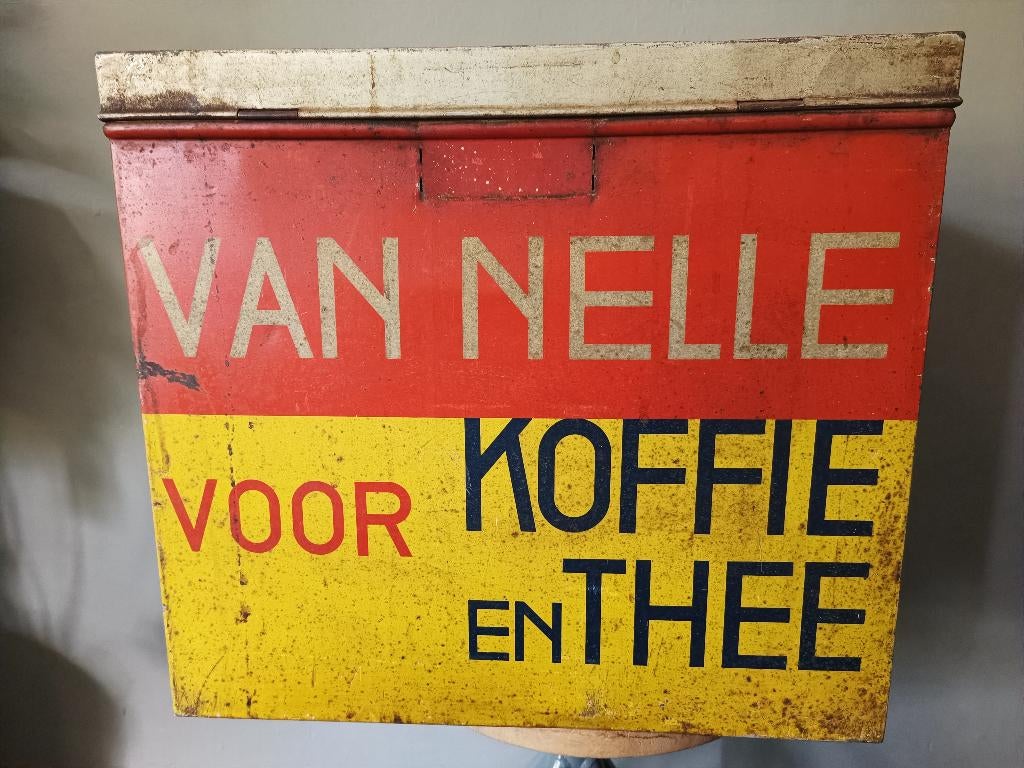 VAN NELLE
VOOR KOFFIE
EN THEE